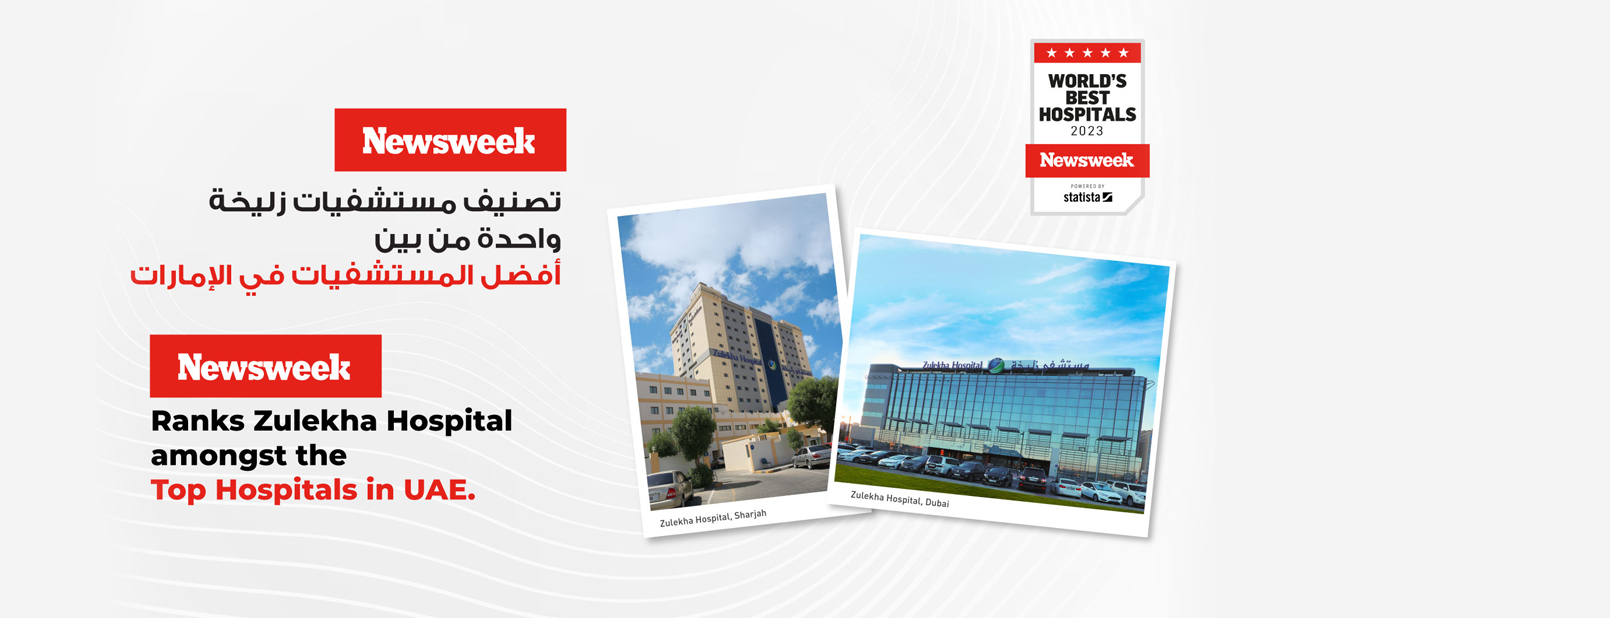 Newsweek
تصنيف مستشفيات زليخة
واحدة من بين
أفضل المستشفيات في الإمارات
Newsweek
Ranks Zulekha Hospital
amongst the
Top Hospitals in UAE.
WORLD'S
BEST
HOSPITALS
2023
Newsweek
POWERED BY
statista
Zulekha Hospital
Zulekha Hospital, Sharjah
Zulekha Hospital مستشفى زليخة
Zulekha Hospital, Dubai